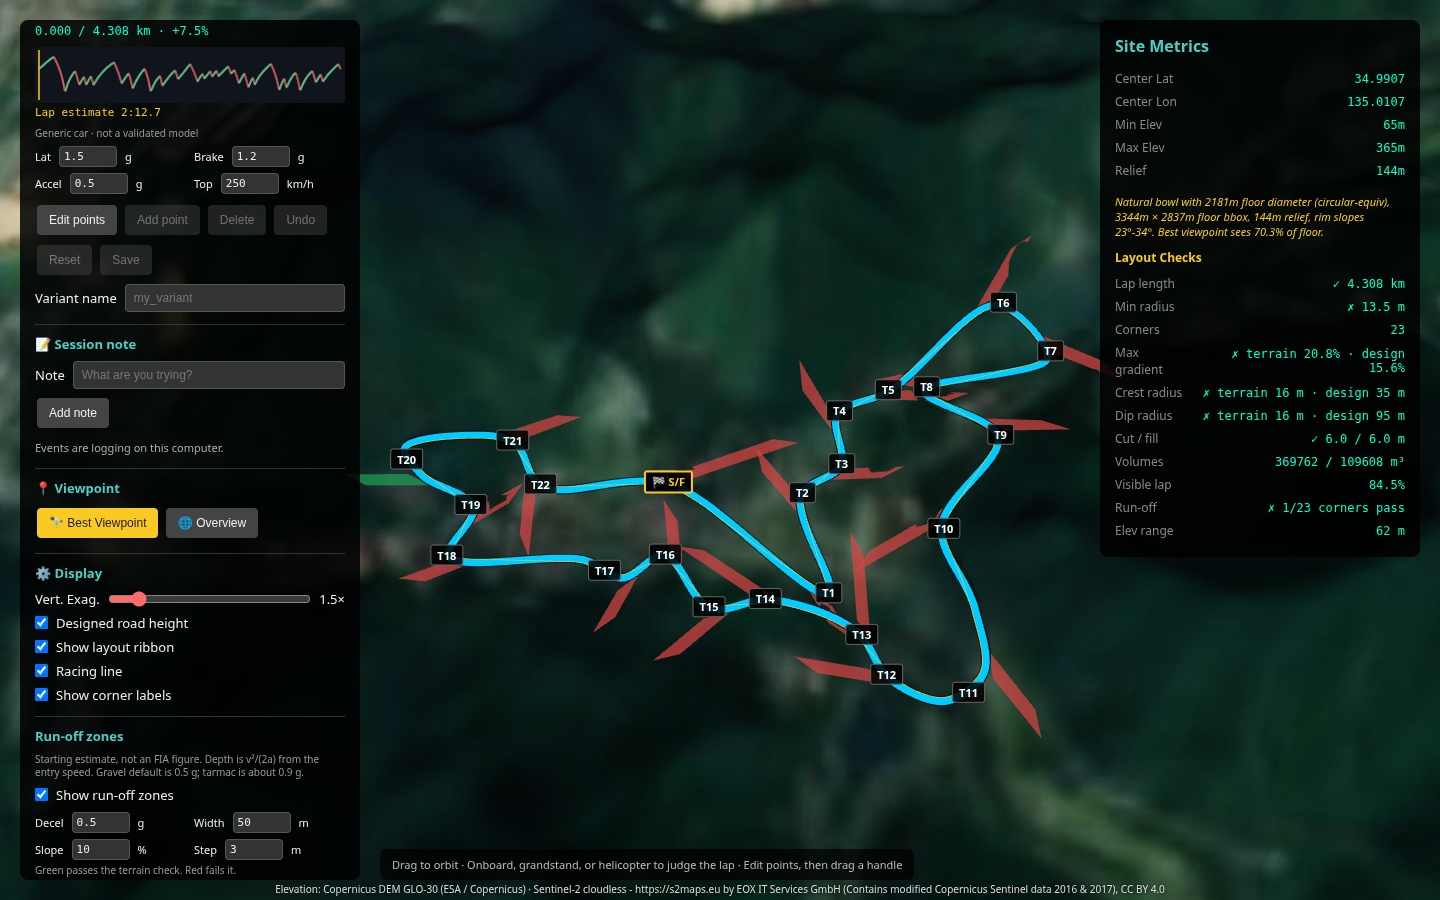 0.000 / 4.308 km · +7.5%
Lap estimate 2:12.7
Generic car · not a validated model
Lat 1.5 g Brake 1.2 g
Accel 0.5 g Top 250 km/h
Edit points Add point Delete Undo
Reset Save
Variant name my_variant
📝 Session note
Note What are you trying?
Add note
Events are logging on this computer.
📍 Viewpoint
🔭 Best Viewpoint 🌐 Overview
⚙️ Display
Vert. Exag. 1.5×
Designed road height
Show layout ribbon
Racing line
Show corner labels
Run-off zones
Starting estimate, not an FIA figure. Depth is v²/(2a) from the
entry speed. Gravel default is 0.5 g; tarmac is about 0.9 g.
Show run-off zones
Decel 0.5 g Width 50 m
Slope 10 % Step 3 m
Green passes the terrain check. Red fails it.
T6
T7
T5 T8
T4
T9
T21
T20
T3
🏁 S/F
T22
T2
T19
T10
T18
T16
T17
T1
T14
T15
T13
T12
T11
Site Metrics
Center Lat 34.9907
Center Lon 135.0107
Min Elev 65m
Max Elev 365m
Relief 144m
Natural bowl with 2181m floor diameter (circular-equiv),
3344m × 2837m floor bbox, 144m relief, rim slopes
23°-34°. Best viewpoint sees 70.3% of floor.
Layout Checks
Lap length ✓ 4.308 km
Min radius ✗ 13.5 m
Corners 23
Max gradient ✗ terrain 20.8% · design
15.6%
Crest radius ✗ terrain 16 m · design 35 m
Dip radius ✗ terrain 16 m · design 95 m
Cut / fill ✓ 6.0 / 6.0 m
Volumes 369762 / 109608 m³
Visible lap 84.5%
Run-off ✗ 1/23 corners pass
Elev range 62 m
Drag to orbit · Onboard, grandstand, or helicopter to judge the lap · Edit points, then drag a handle
Elevation: Copernicus DEM GLO-30 (ESA / Copernicus) · Sentinel-2 cloudless - https://s2maps.eu by EOX IT Services GmbH (Contains modified Copernicus Sentinel data 2016 & 2017), CC BY 4.0